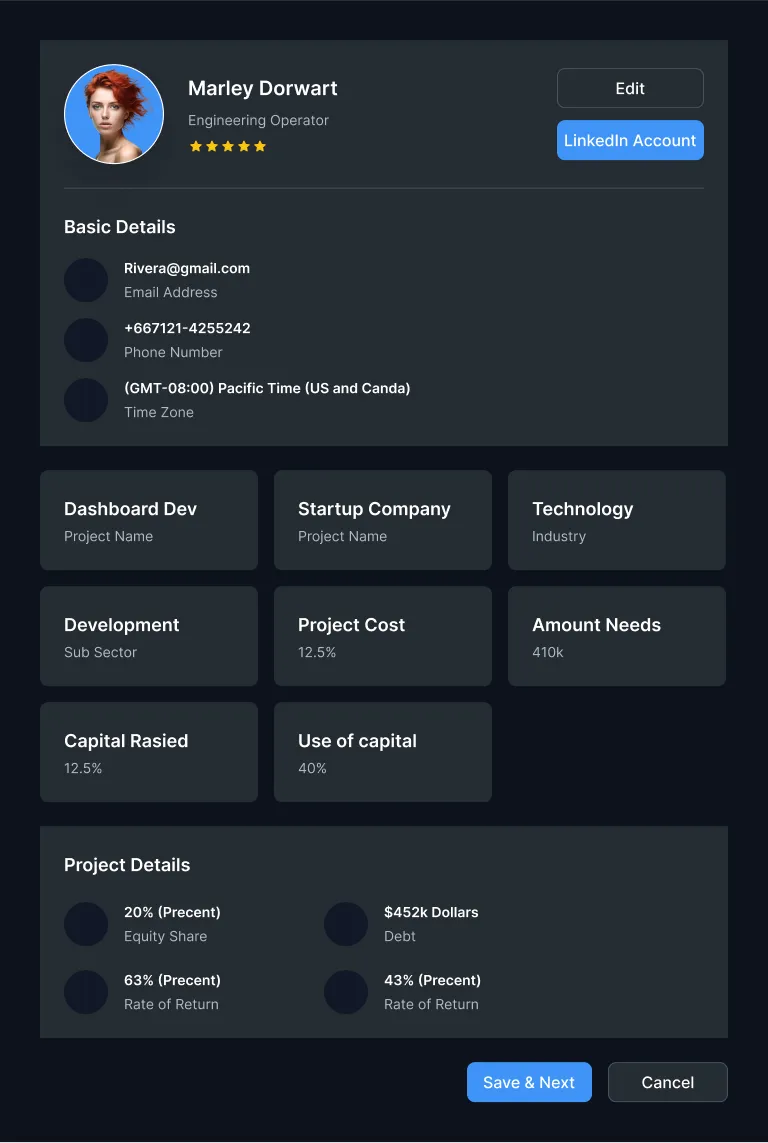 Marley Dorwart
Engineering Operator
Edit
LinkedIn Account
Basic Details
Rivera@gmail.com
Email Address
+667121-4255242
Phone Number
(GMT-08:00) Pacific Time (US and Canda)
Time Zone
Dashboard Dev
Project Name
Startup Company
Project Name
Technology
Industry
Development
Sub Sector
Project Cost
12.5%
Amount Needs
410k
Capital Rasied
12.5%
Use of capital
40%
Project Details
20% (Precent)
Equity Share
$452k Dollars
Debt
63% (Precent)
Rate of Return
43% (Precent)
Rate of Return
Save & Next
Cancel